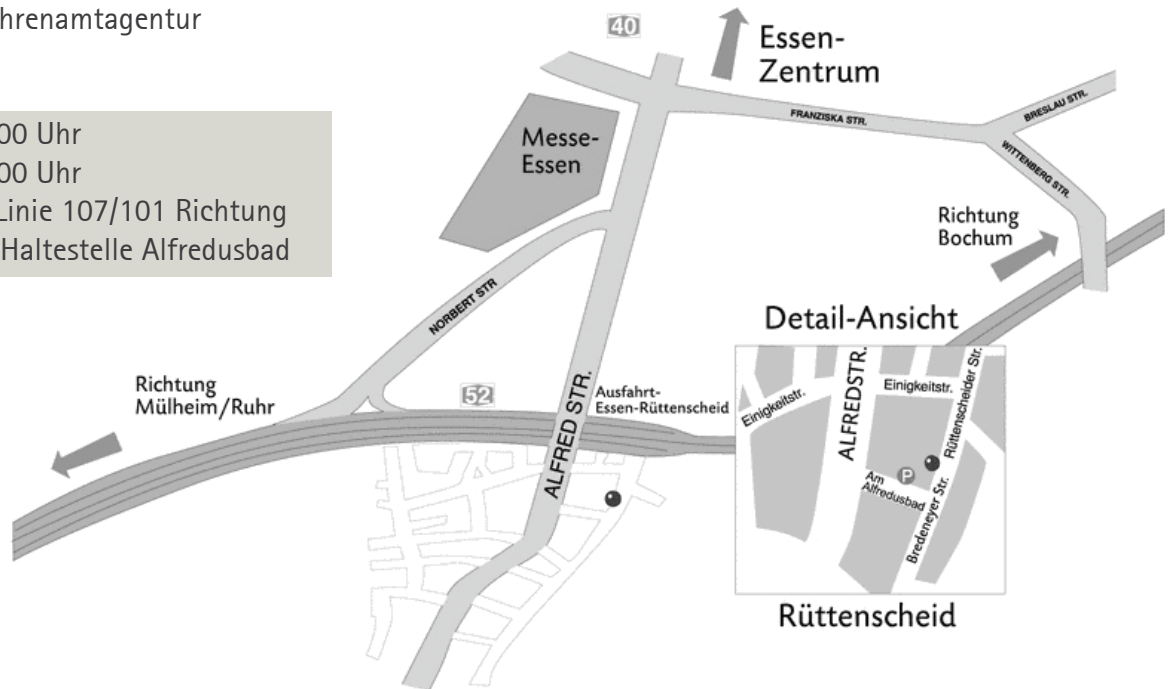 hrenamtagentur
00 Uhr
00 Uhr
Linie 107/101 Richtung
Haltestelle Alfredusbad
40
Essen-
Zentrum
Messe-
Essen
FRANZISKA STR.
BRESLAU STR.
WITTENBERG STR.
Richtung
Bochum
NORBERT STR
Richtung
Mülheim/Ruhr
52
ALFRED STR.
Ausfahrt-
Essen-Rüttenscheid
Detail-Ansicht
Einigkeitstr.
ALFREDSTR.
Einigkeitstr.
Rüttenscheider Str.
P
Am
Alfredusbad
Bredeneyer Str.
Rüttenscheid